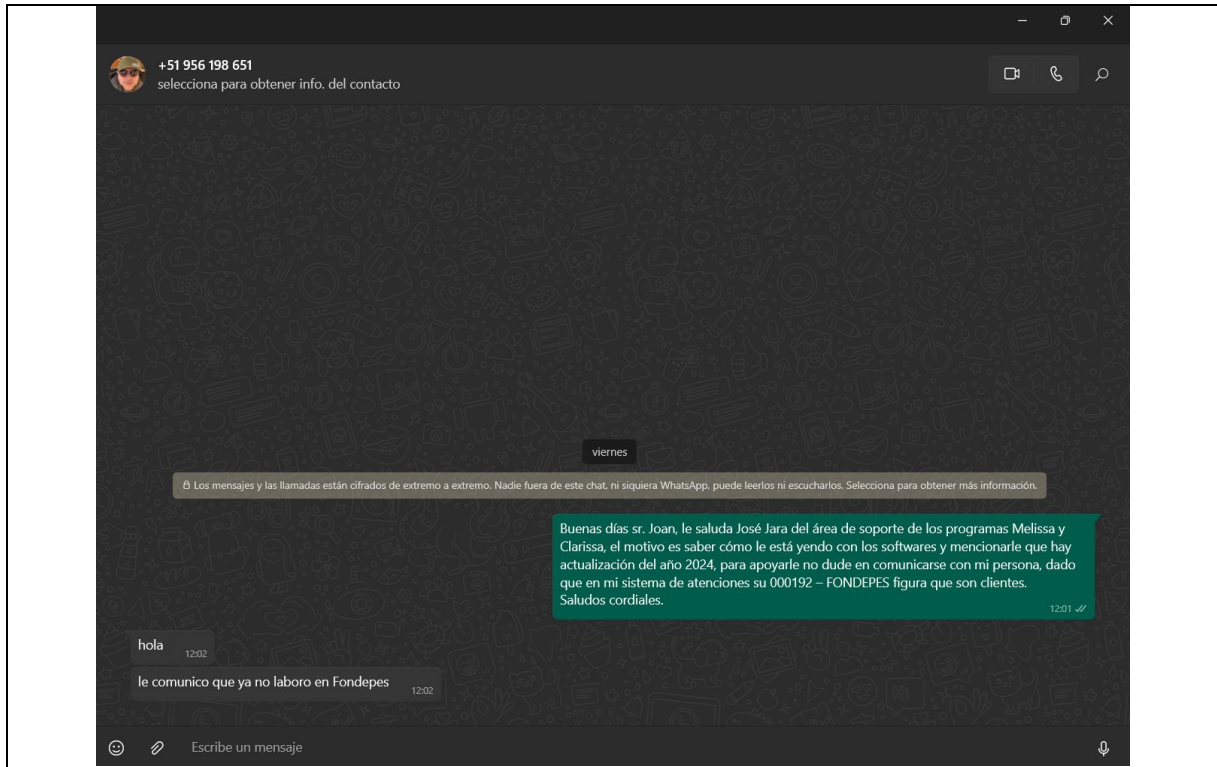 +51 956 198 651
selecciona para obtener info. del contacto
viernes
Los mensajes y las llamadas están cifrados de extremo a extremo. Nadie fuera de este chat, ni siquiera WhatsApp, puede leerlos ni escucharlos. Selecciona para obtener más información.
Buenas días sr. Joan, le saluda José Jara del área de soporte de los programas Melissa y
Clarissa, el motivo es saber cómo le está yendo con los softwares y mencionarle que hay
actualización del año 2024, para apoyarle no dude en comunicarse con mi persona, dado
que en mi sistema de atenciones su 000192 – FONDEPES figura que son clientes.
Saludos cordiales.
12:01
hola
12:02
le comunico que ya no laboro en Fondepes
12:02
Escribe un mensaje